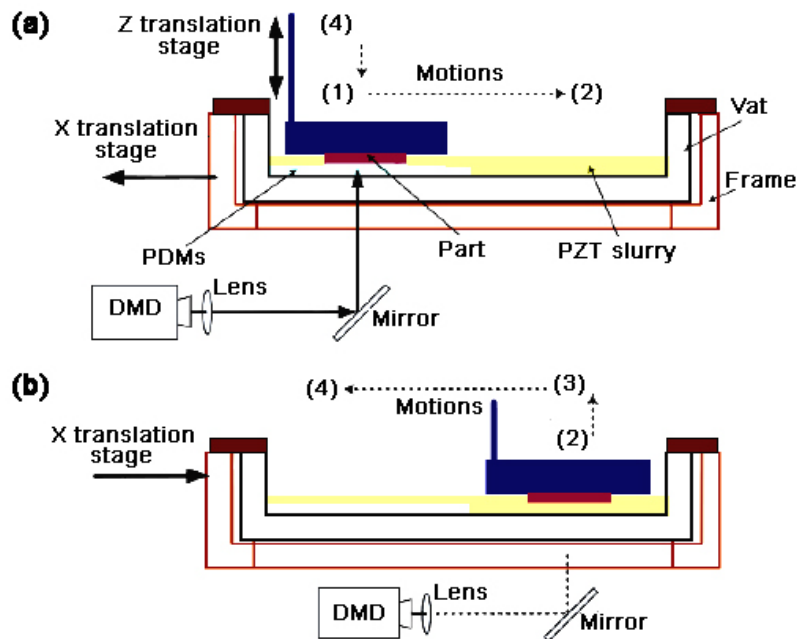 (a)
Z translation
stage
(4)
(1)
Motions
(2)
Vat
X translation
stage
Frame
PDMs
Part
PZT slurry
Lens
DMD
Mirror
(b)
(4)
(3)
Motions
(2)
X translation
stage
Lens
DMD
Mirror